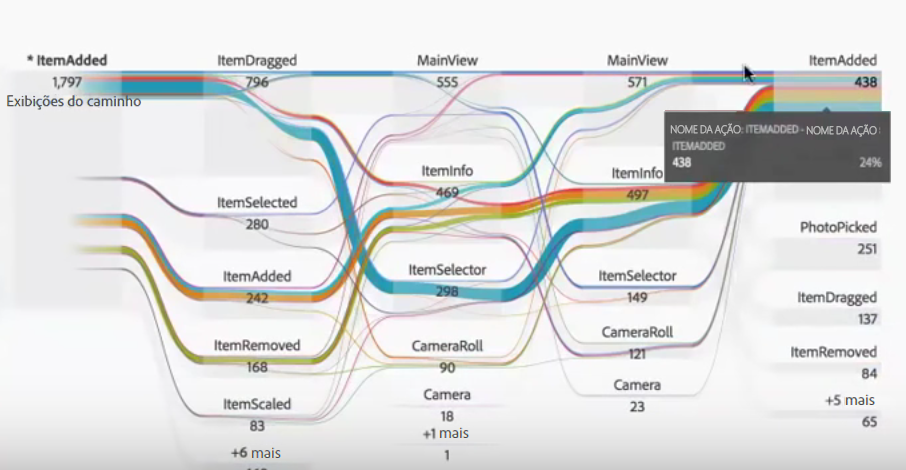 * ItemAdded
1,797
Exibições do caminho
ItemDragged
796
ItemSelected
280
ItemAdded
242
ItemRemoved
168
ItemScaled
83
+6 mais
MainView
555
ItemInfo
469
ItemSelector
298
CameraRoll
90
Camera
18
+1 mais
1
MainView
571
ItemInfo
497
ItemSelector
149
CameraRoll
121
Camera
23
ItemAdded
438
NOME DA AÇÃO: ITEMADDED - NOME DA AÇÃO:
ITEMADDED
438 24%
PhotoPicked
251
ItemDragged
137
ItemRemoved
84
+5 mais
65